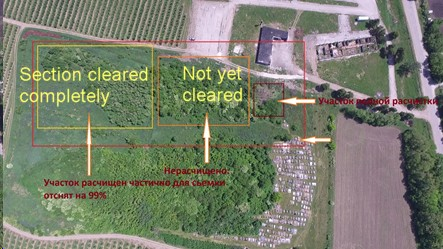 Section cleared
completely
Not yet
cleared
Участок полной расчистки
Нерасчищено:
Участок расчищен частично для съемки
отснят на 99%